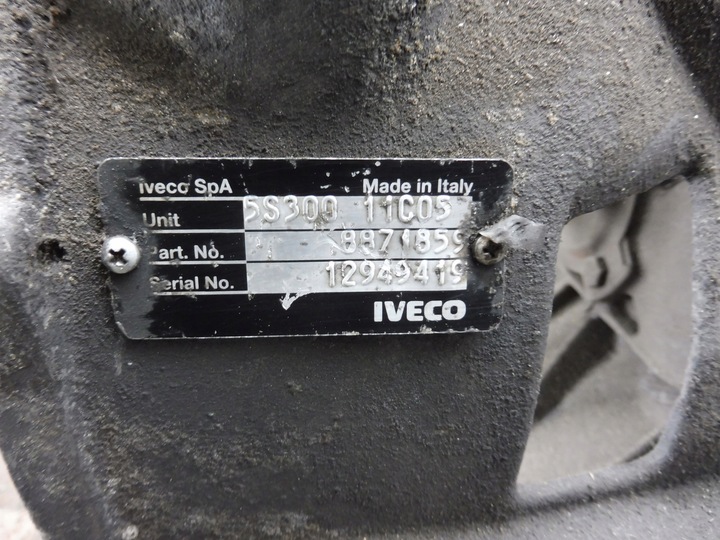 Iveco SpA Made in Italy
Unit 5S300 11C05
Part. No. 8871859
Serial No. 12949419
IVECO